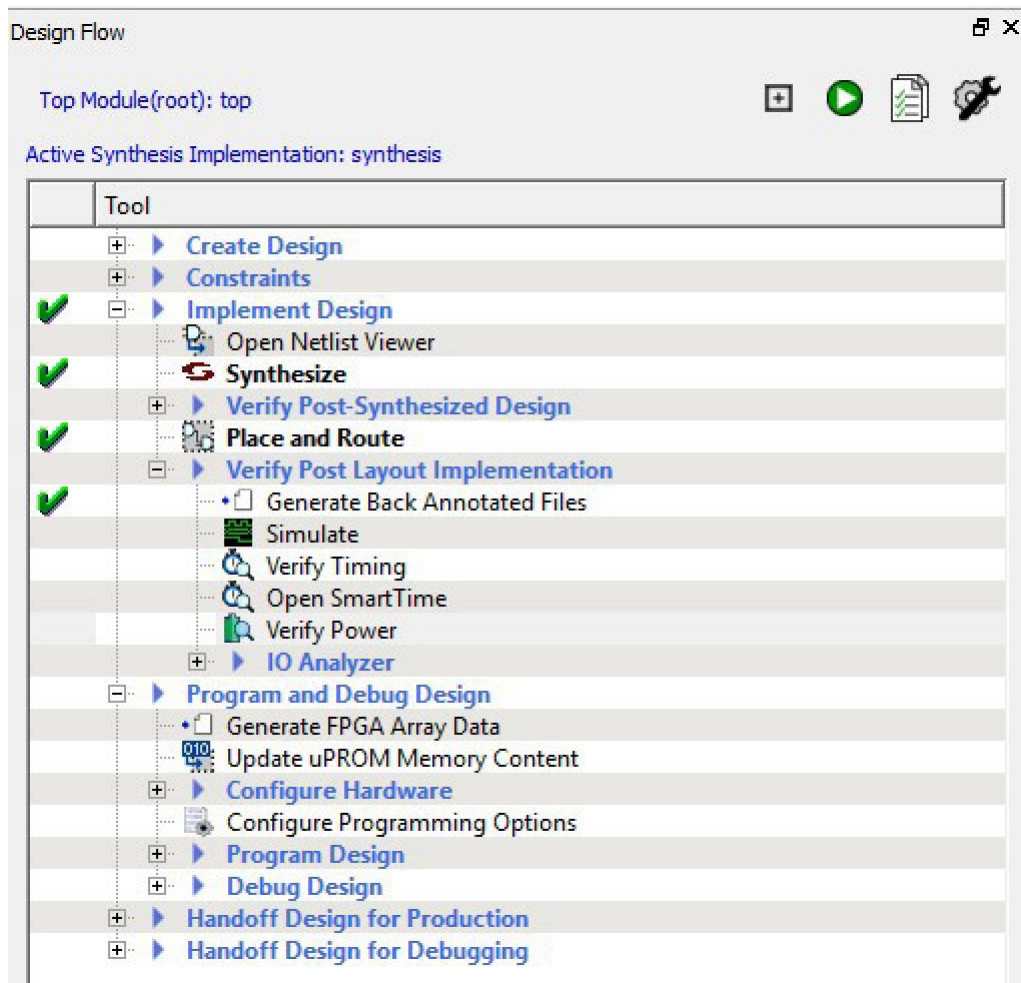 Design Flow
Top Module(root): top
Active Synthesis Implementation: synthesis
Tool
Create Design
Constraints
Implement Design
Open Netlist Viewer
Synthesize
Verify Post-Synthesized Design
Place and Route
Verify Post Layout Implementation
Generate Back Annotated Files
Simulate
Verify Timing
Open SmartTime
Verify Power
IO Analyzer
Program and Debug Design
Generate FPGA Array Data
010 Update uPROM Memory Content
Configure Hardware
Configure Programming Options
Program Design
Debug Design
Handoff Design for Production
Handoff Design for Debugging